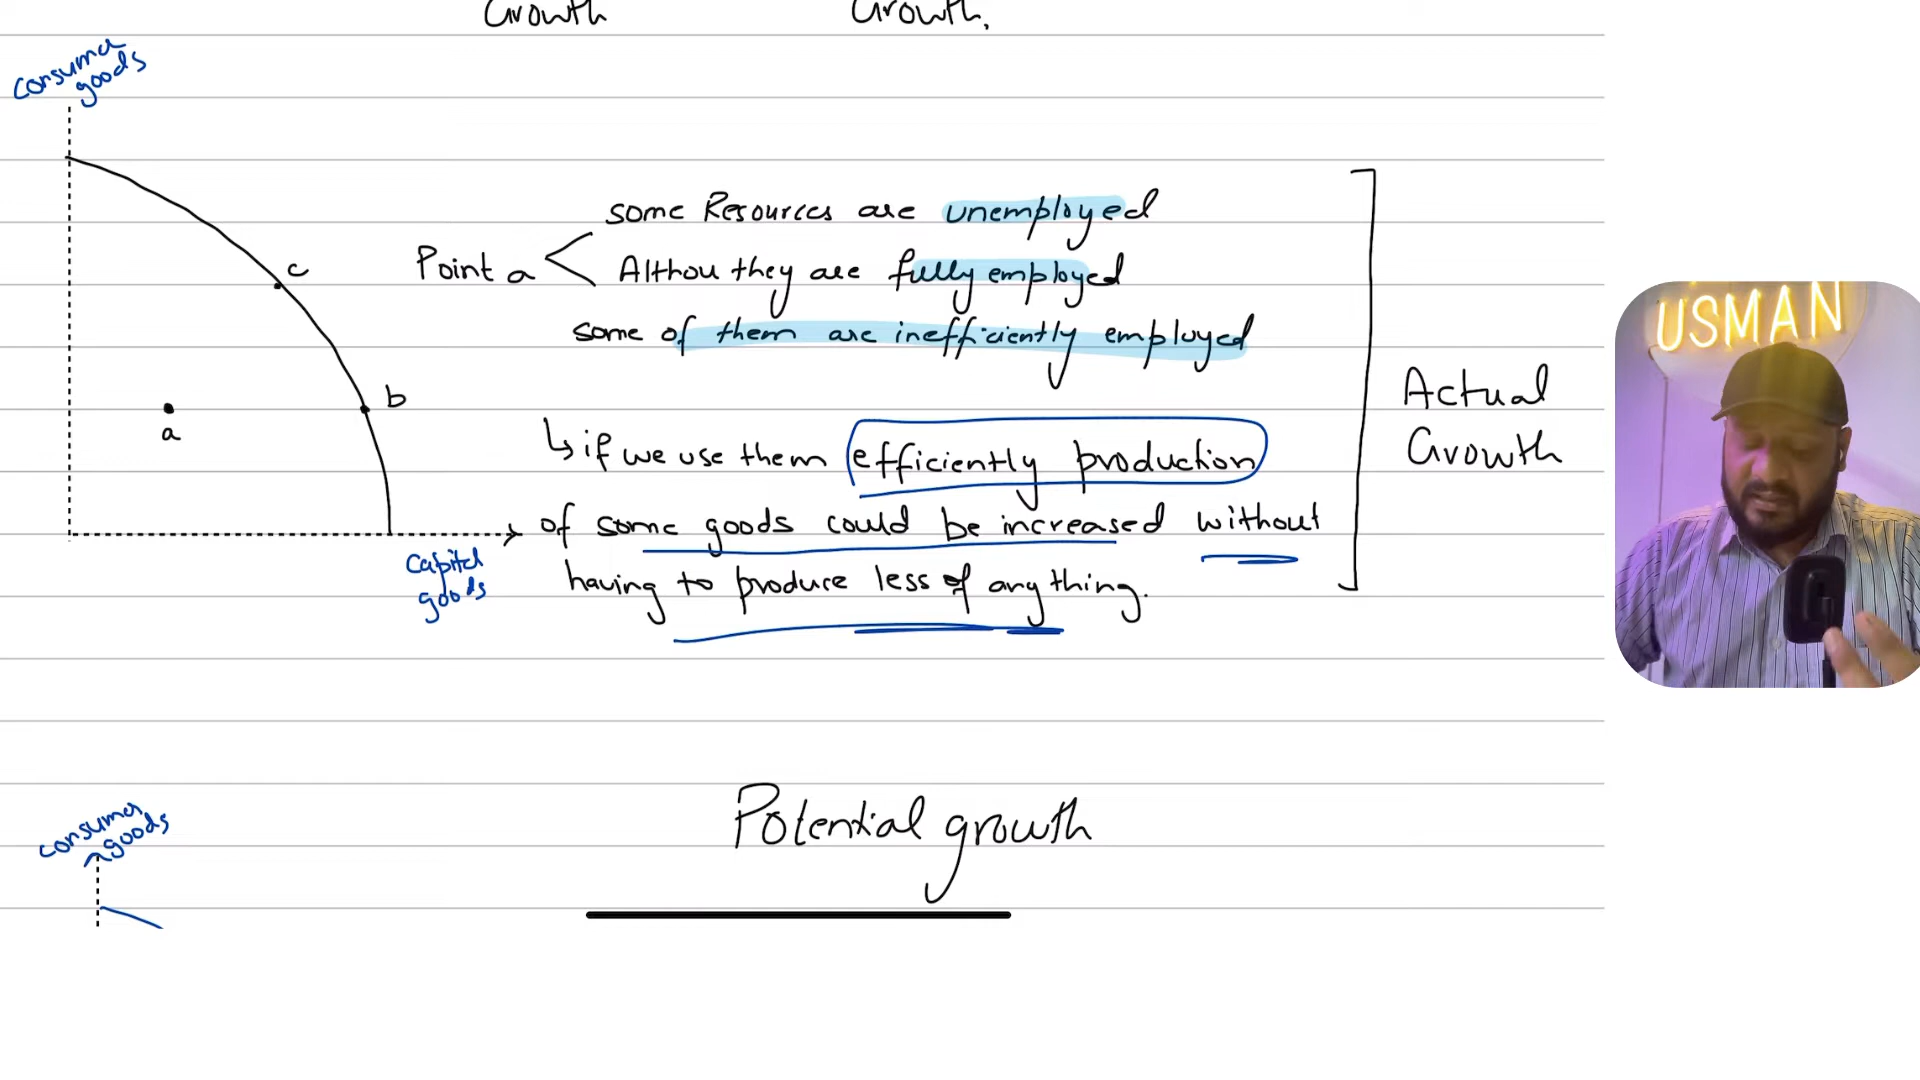 Growth Growth.
consumer
goods
some Resources are unemployed
Point a
Althou they are fully employed
some of them are inefficiently employed
c
b
a
↳ if we use them efficiently production
of some goods could be increased without
having to produce less of anything.
Capital
goods
Actual
Growth
USMAN
Potential growth
consumer
goods